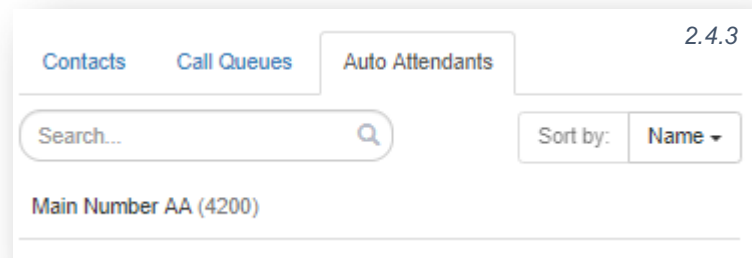 2.4.3
Contacts Call Queues Auto Attendants
Search... Sort by: Name
Main Number AA (4200)